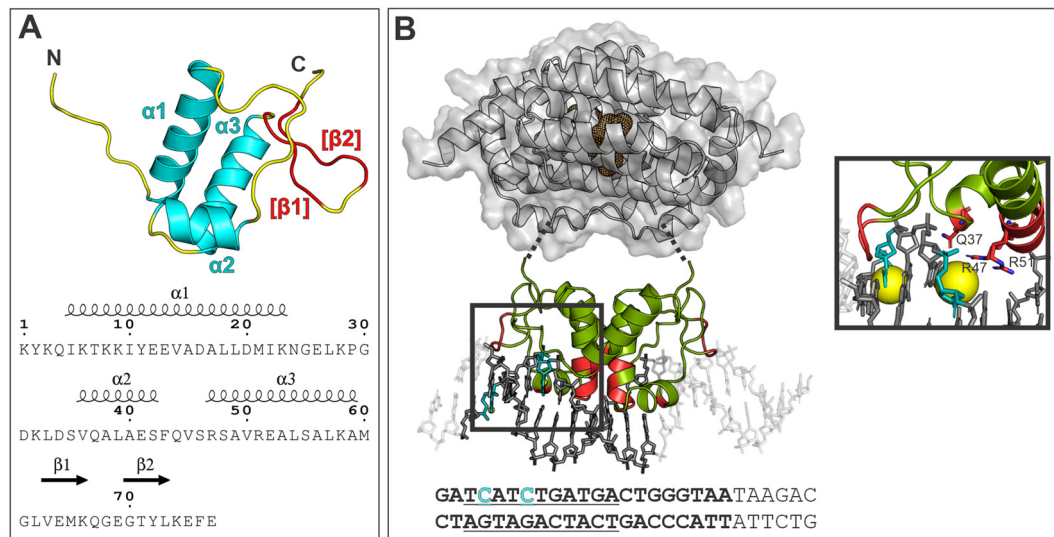 A
N
C
α1
α3
[β2]
[β1]
α2
α1
1 10 20 30
KYKQIKTKKIYEEVADALLDMIKNGELKPG
α2 α3
40 50 60
DKLDSVQALAESFQVSRSAVREALSALKAM
β1 β2
70
GLVEMKQGEGTYLKEFE
B
Q37
R47
R51
GATCATCTGATGACTGGGTAATAAGAC
CTAGTAGACTACTGACCCATTATTCTG